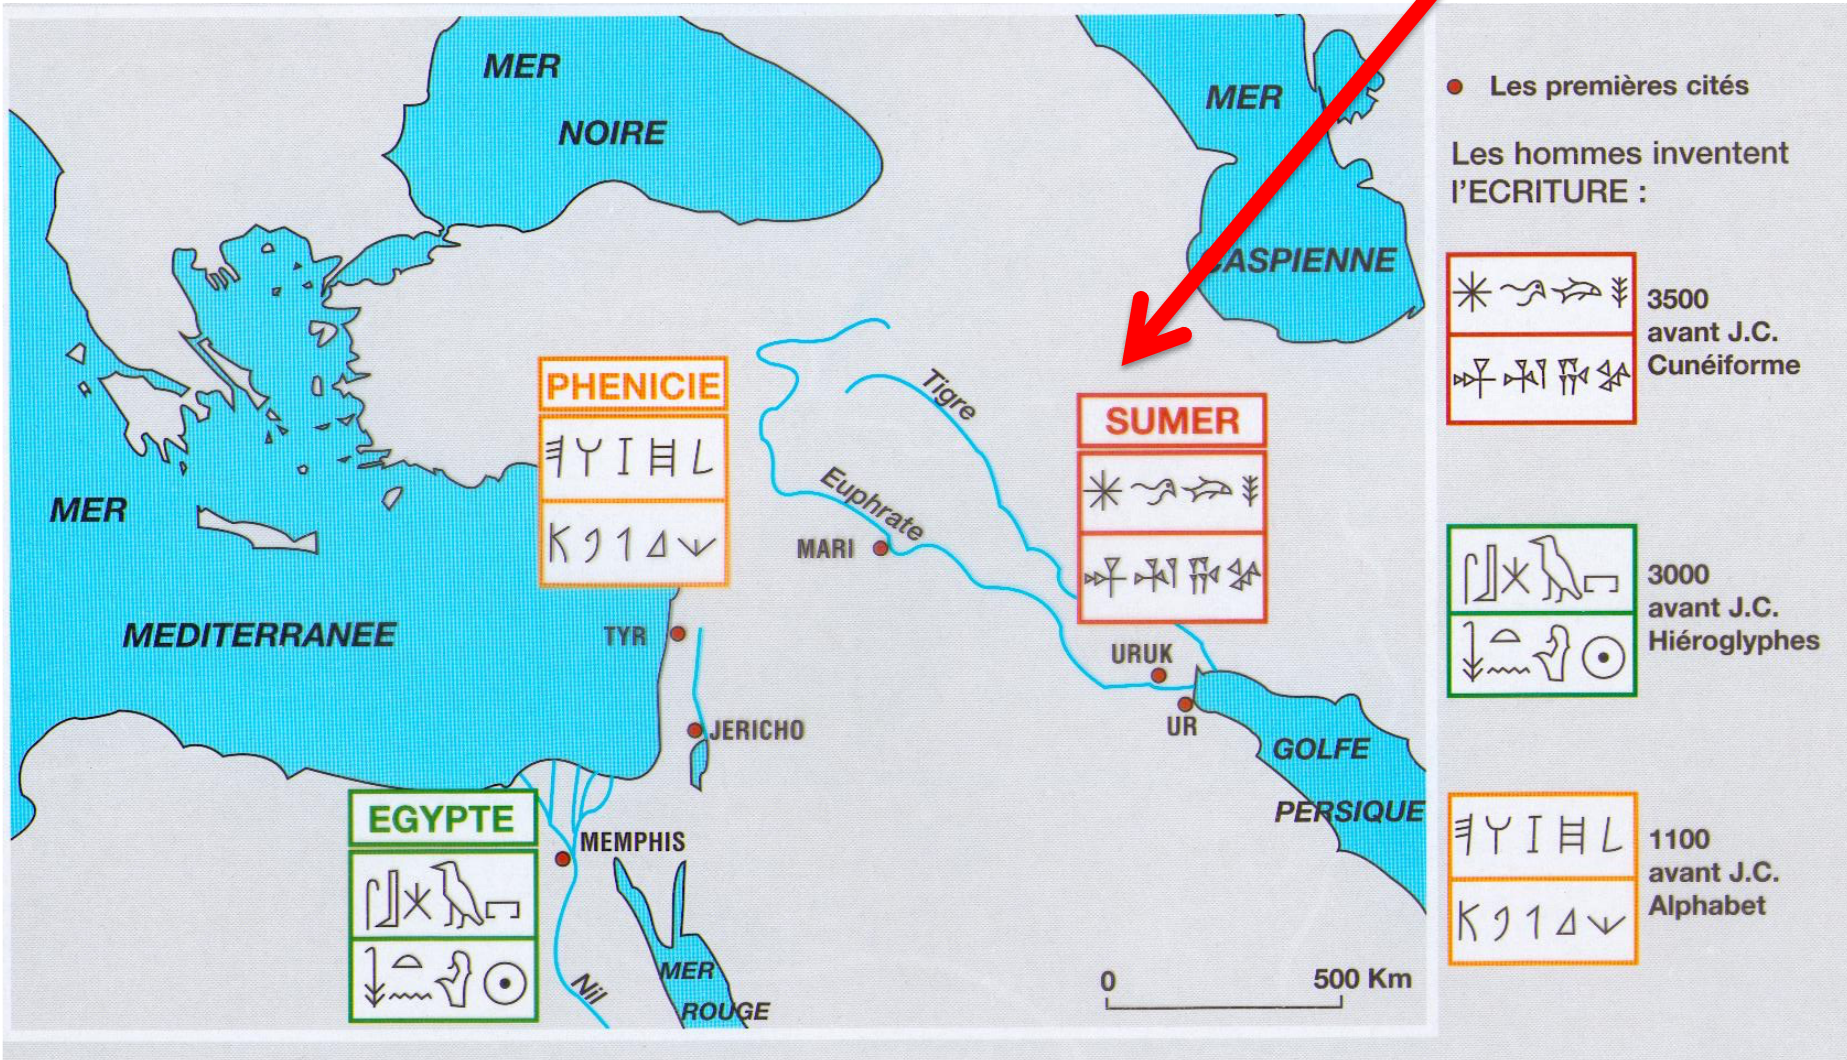 MER
NOIRE
MER
CASPIENNE
PHENICIE
Tigre
SUMER
Euphrate
MER
MARI
MEDITERRANEE
TYR
URUK
JERICHO
UR
GOLFE
PERSIQUE
EGYPTE
MEMPHIS
Nil
MER
ROUGE
0 500 Km
Les premières cités
Les hommes inventent
l'ECRITURE :
3500
avant J.C.
Cunéiforme
3000
avant J.C.
Hiéroglyphes
1100
avant J.C.
Alphabet